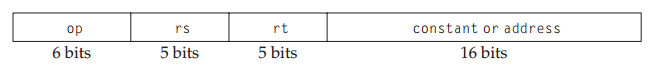 op rs rt constant or address
6 bits 5 bits 5 bits 16 bits